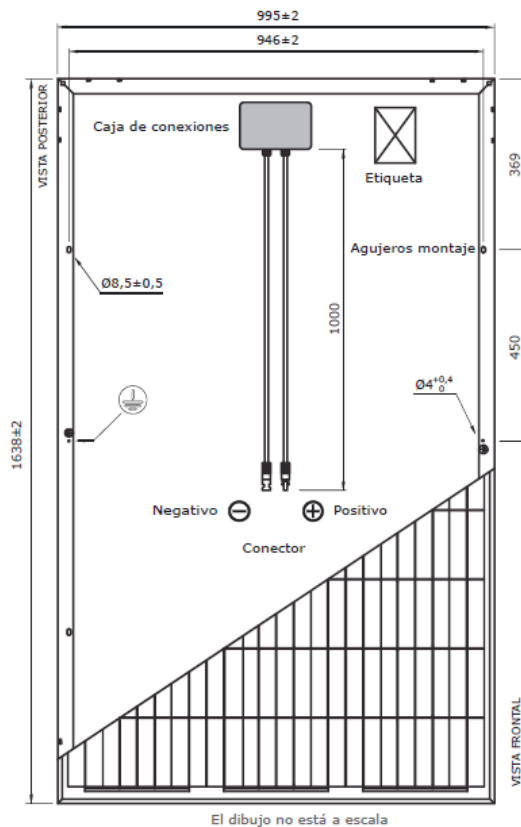 995±2
946±2
VISTA POSTERIOR
Caja de conexiones
Etiqueta
369
Agujeros montaje
Ø8,5±0,5
1000
450
Ø4 +0,4 0
1638±2
Negativo
Positivo
Conector
VISTA FRONTAL
El dibujo no está a escala